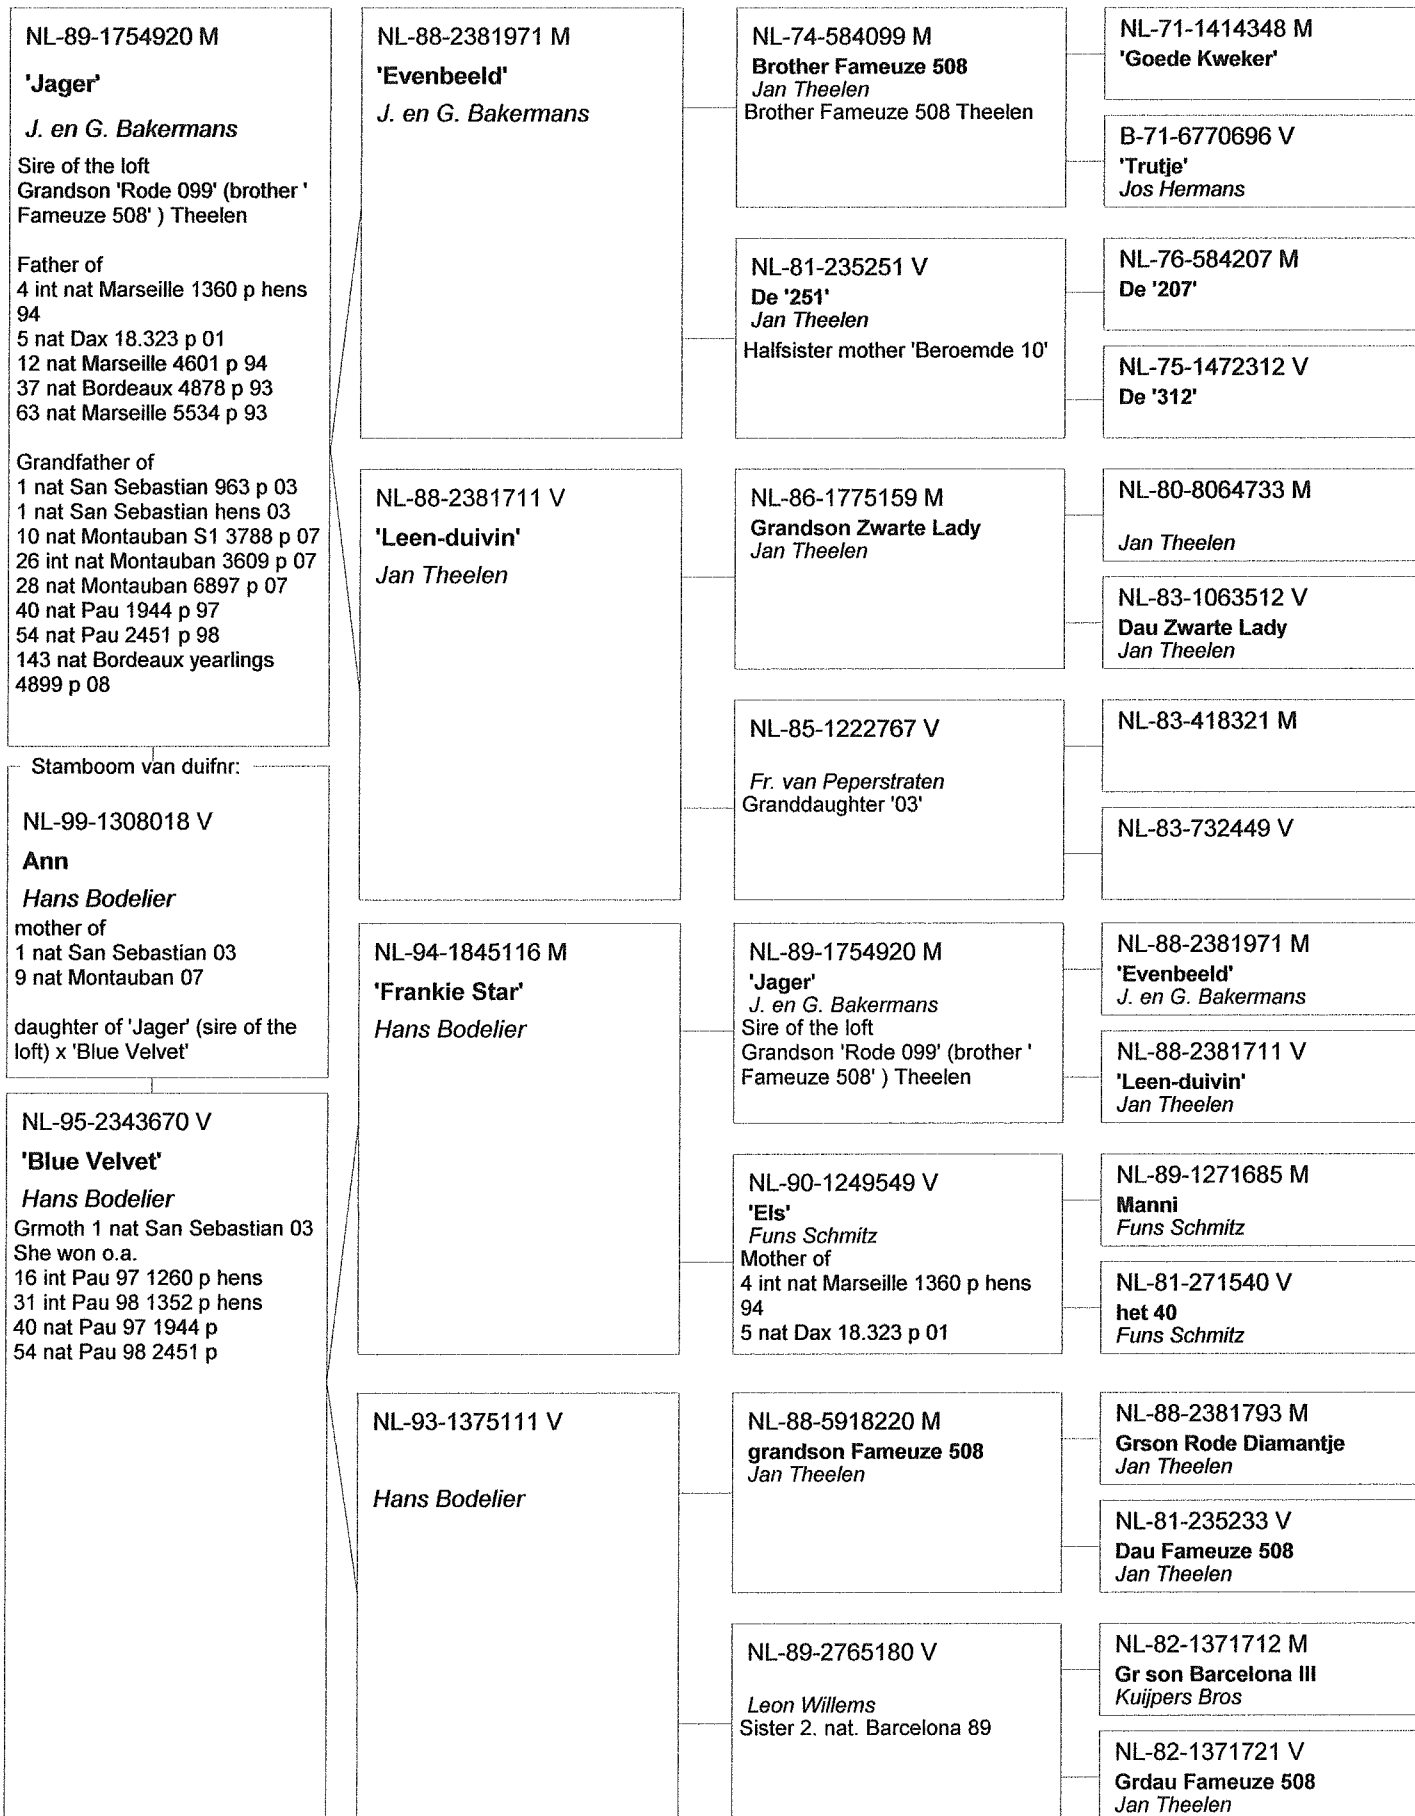 NL-89-1754920 M
'Jager'
J. en G. Bakermans
Sire of the loft
Grandson 'Rode 099' (brother '
Fameuze 508' ) Theelen
Father of
4 int nat Marseille 1360 p hens
94
5 nat Dax 18.323 p 01
12 nat Marseille 4601 p 94
37 nat Bordeaux 4878 p 93
63 nat Marseille 5534 p 93
Grandfather of
1 nat San Sebastian 963 p 03
1 nat San Sebastian hens 03
10 nat Montauban S1 3788 p 07
26 int nat Montauban 3609 p 07
28 nat Montauban 6897 p 07
40 nat Pau 1944 p 97
54 nat Pau 2451 p 98
143 nat Bordeaux yearlings
4899 p 08
Stamboom van duifnr:
NL-99-1308018 V
Ann
Hans Bodelier
mother of
1 nat San Sebastian 03
9 nat Montauban 07
daughter of 'Jager' (sire of the
loft) x 'Blue Velvet'
NL-95-2343670 V
'Blue Velvet'
Hans Bodelier
Grmoth 1 nat San Sebastian 03
She won o.a.
16 int Pau 97 1260 p hens
31 int Pau 98 1352 p hens
40 nat Pau 97 1944 p
54 nat Pau 98 2451 p
NL-88-2381971 M
'Evenbeeld'
J. en G. Bakermans
NL-88-2381711 V
'Leen-duivin'
Jan Theelen
NL-94-1845116 M
'Frankie Star'
Hans Bodelier
NL-93-1375111 V
Hans Bodelier
NL-74-584099 M
Brother Fameuze 508
Jan Theelen
Brother Fameuze 508 Theelen
NL-81-235251 V
De '251'
Jan Theelen
Halfsister mother 'Beroemde 10'
NL-86-1775159 M
Grandson Zwarte Lady
Jan Theelen
NL-85-1222767 V
Fr. van Peperstraten
Granddaughter '03'
NL-89-1754920 M
'Jager'
J. en G. Bakermans
Sire of the loft
Grandson 'Rode 099' (brother '
Fameuze 508' ) Theelen
NL-90-1249549 V
'Els'
Funs Schmitz
Mother of
4 int nat Marseille 1360 p hens
94
5 nat Dax 18.323 p 01
NL-88-5918220 M
grandson Fameuze 508
Jan Theelen
NL-89-2765180 V
Leon Willems
Sister 2. nat. Barcelona 89
NL-71-1414348 M
'Goede Kweker'
B-71-6770696 V
'Trutje'
Jos Hermans
NL-76-584207 M
De '207'
NL-75-1472312 V
De '312'
NL-80-8064733 M
Jan Theelen
NL-83-1063512 V
Dau Zwarte Lady
Jan Theelen
NL-83-418321 M
NL-83-732449 V
NL-88-2381971 M
'Evenbeeld'
J. en G. Bakermans
NL-88-2381711 V
'Leen-duivin'
Jan Theelen
NL-89-1271685 M
Manni
Funs Schmitz
NL-81-271540 V
het 40
Funs Schmitz
NL-88-2381793 M
Grson Rode Diamantje
Jan Theelen
NL-81-235233 V
Dau Fameuze 508
Jan Theelen
NL-82-1371712 M
Gr son Barcelona III
Kuijpers Bros
NL-82-1371721 V
Grdau Fameuze 508
Jan Theelen